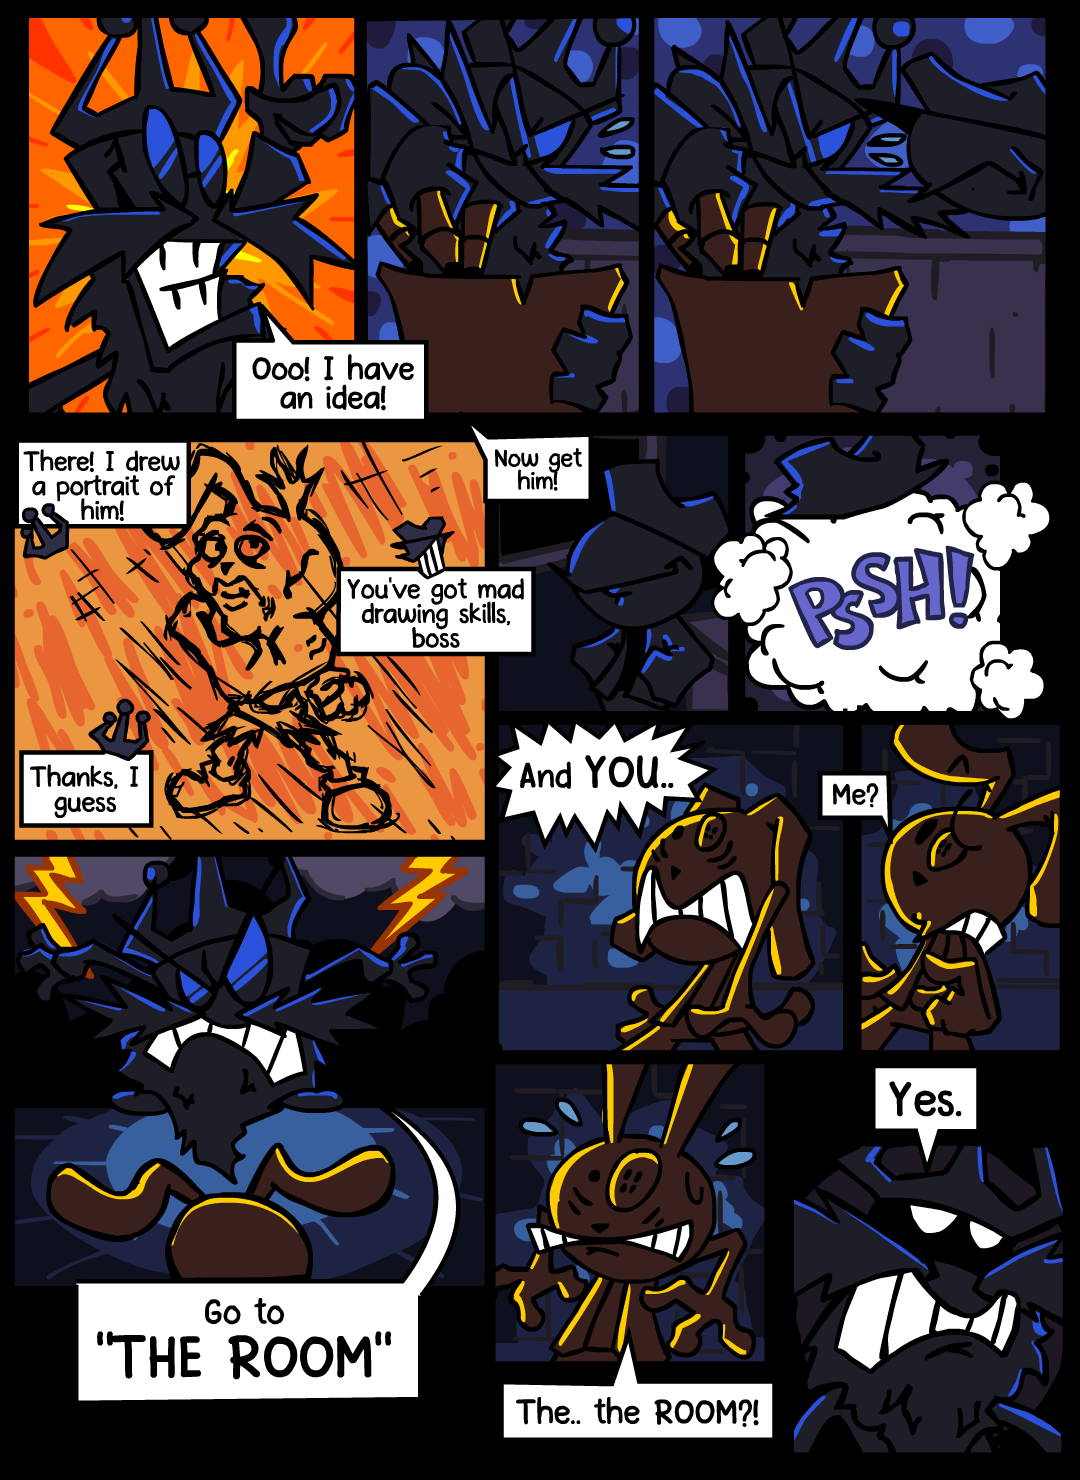 Ooo! I have
an idea!
There! I drew
a portrait of
him!
You've got mad
drawing skills,
boss
Thanks, I
guess
Now get
him!
PSSSH!
And YOU..
Me?
Go to
"THE ROOM"
The.. the ROOM?!
Yes.